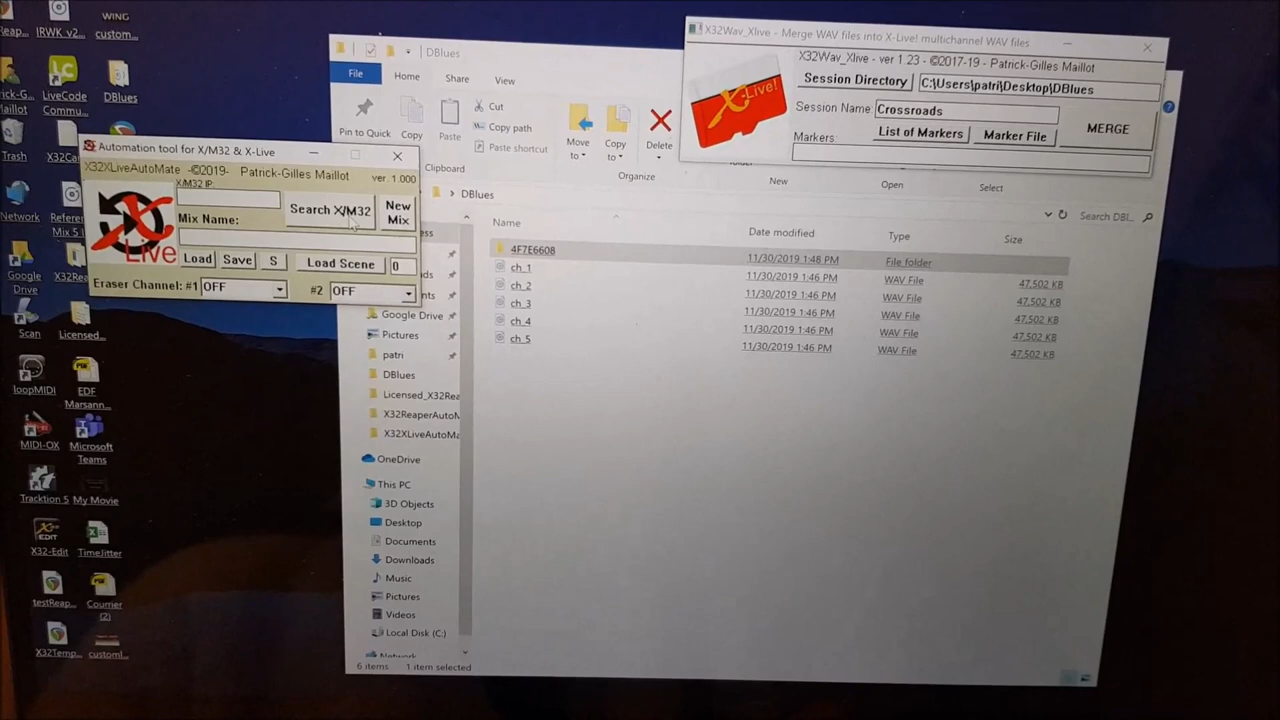 WING
custom...
Reap...
IRWK_v2...
LiveCode
Commu...
DBlues
Maillot
Trash
X32Ca
Network
Google
Drive
X32Rea
Scan
Licensed...
loopMIDI
EDF
Marsann...
MIDI-OX
Microsoft
Teams
Tracktion 5
My Movie
X32-Edit
TimeJitter
testReap...
Courrier
(2)
X32Temp...
customI...
Automation tool for X/M32 & X-Live
X32XLiveAutoMate -©2019- Patrick-Gilles Maillot ver. 1.000
X/M32 IP:
Search X/M32
New
Mix
Mix Name:
Live
Load
Save
S
Load Scene
0
Eraser Channel: #1
OFF
#2
OFF
DBlues
File
Home
Share
View
Pin to Quick
Copy
Paste
Cut
Copy path
Paste shortcut
Move
to
Copy
to
Delete
Clipboard
Organize
New
Open
Select
DBlues
Search DBl...
Name
Date modified
Type
Size
4F7E6608
11/30/2019 1:48 PM
File folder
ch_1
11/30/2019 1:46 PM
WAV File
47,502 KB
ch_2
11/30/2019 1:46 PM
WAV File
47,502 KB
ch_3
11/30/2019 1:46 PM
WAV File
47,502 KB
ch_4
11/30/2019 1:46 PM
WAV File
47,502 KB
ch_5
11/30/2019 1:46 PM
WAV File
47,502 KB
Google Drive
Pictures
patri
DBlues
Licensed_X32Rea
X32ReaperAutoM
X32XLiveAutoMa
OneDrive
This PC
3D Objects
Desktop
Documents
Downloads
Music
Pictures
Videos
Local Disk (C:)
Network
6 items
1 item selected
X32Wav_Xlive - Merge WAV files into X-Live! multichannel WAV files
X32Wav_Xlive - ver 1.23 - ©2017-19 - Patrick-Gilles Maillot
X-Live!
Session Directory
C:\Users\patri\Desktop\DBlues
Session Name:
Crossroads
Markers:
List of Markers
Marker File
MERGE